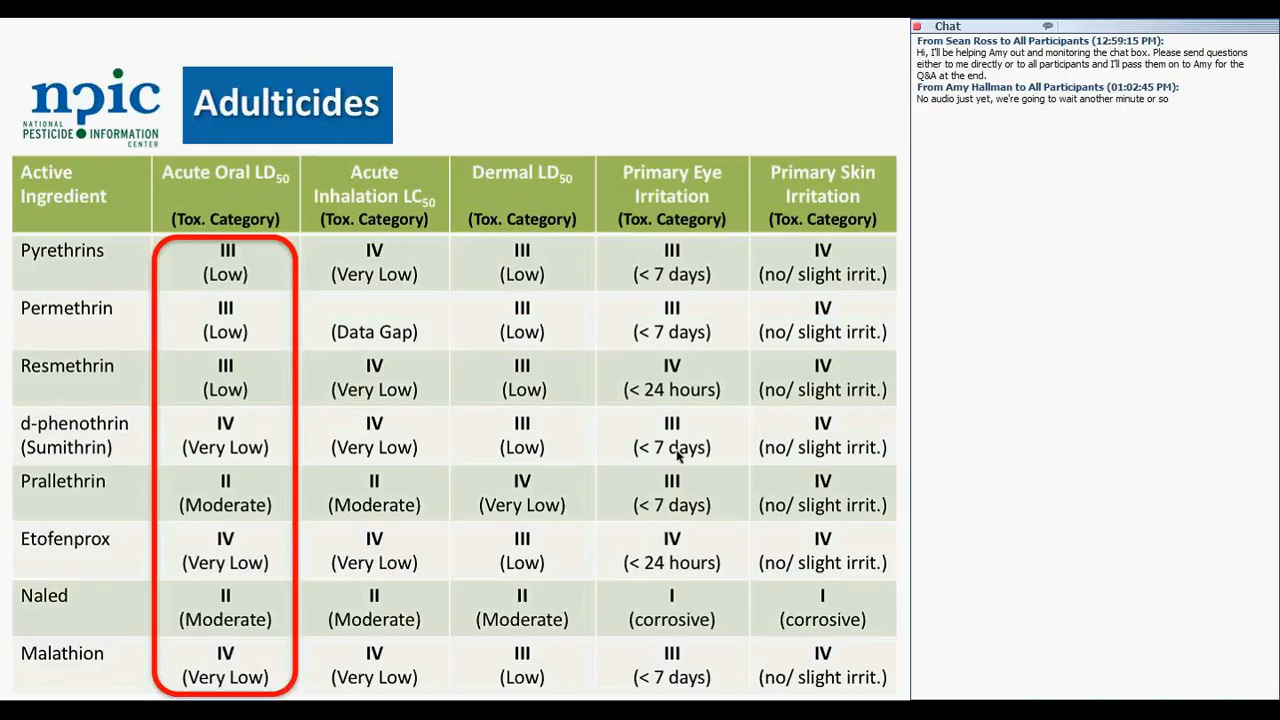 npic
NATIONAL
PESTICIDE INFORMATION
CENTER
Adulticides
Active Ingredient
Acute Oral LD50 (Tox. Category)
Acute Inhalation LC50 (Tox. Category)
Dermal LD50 (Tox. Category)
Primary Eye Irritation (Tox. Category)
Primary Skin Irritation (Tox. Category)
Pyrethrins III (Low) IV (Very Low) III (Low) III (< 7 days) IV (no/ slight irrit.)
Permethrin III (Low) (Data Gap) III (Low) III (< 7 days) IV (no/ slight irrit.)
Resmethrin III (Low) IV (Very Low) III (Low) IV (< 24 hours) IV (no/ slight irrit.)
d-phenothrin (Sumithrin) IV (Very Low) IV (Very Low) III (Low) III (< 7 days) IV (no/ slight irrit.)
Prallethrin II (Moderate) II (Moderate) IV (Very Low) III (< 7 days) IV (no/ slight irrit.)
Etofenprox IV (Very Low) IV (Very Low) III (Low) IV (< 24 hours) IV (no/ slight irrit.)
Naled II (Moderate) II (Moderate) II (Moderate) I (corrosive) I (corrosive)
Malathion IV (Very Low) IV (Very Low) III (Low) III (< 7 days) IV (no/ slight irrit.)
Chat
From Sean Ross to All Participants (12:59:15 PM):
Hi, I'll be helping Amy out and monitoring the chat box. Please send questions
either to me directly or to all participants and I'll pass them on to Amy for the
Q&A at the end.
From Amy Hallman to All Participants (01:02:45 PM):
No audio just yet, we're going to wait another minute or so